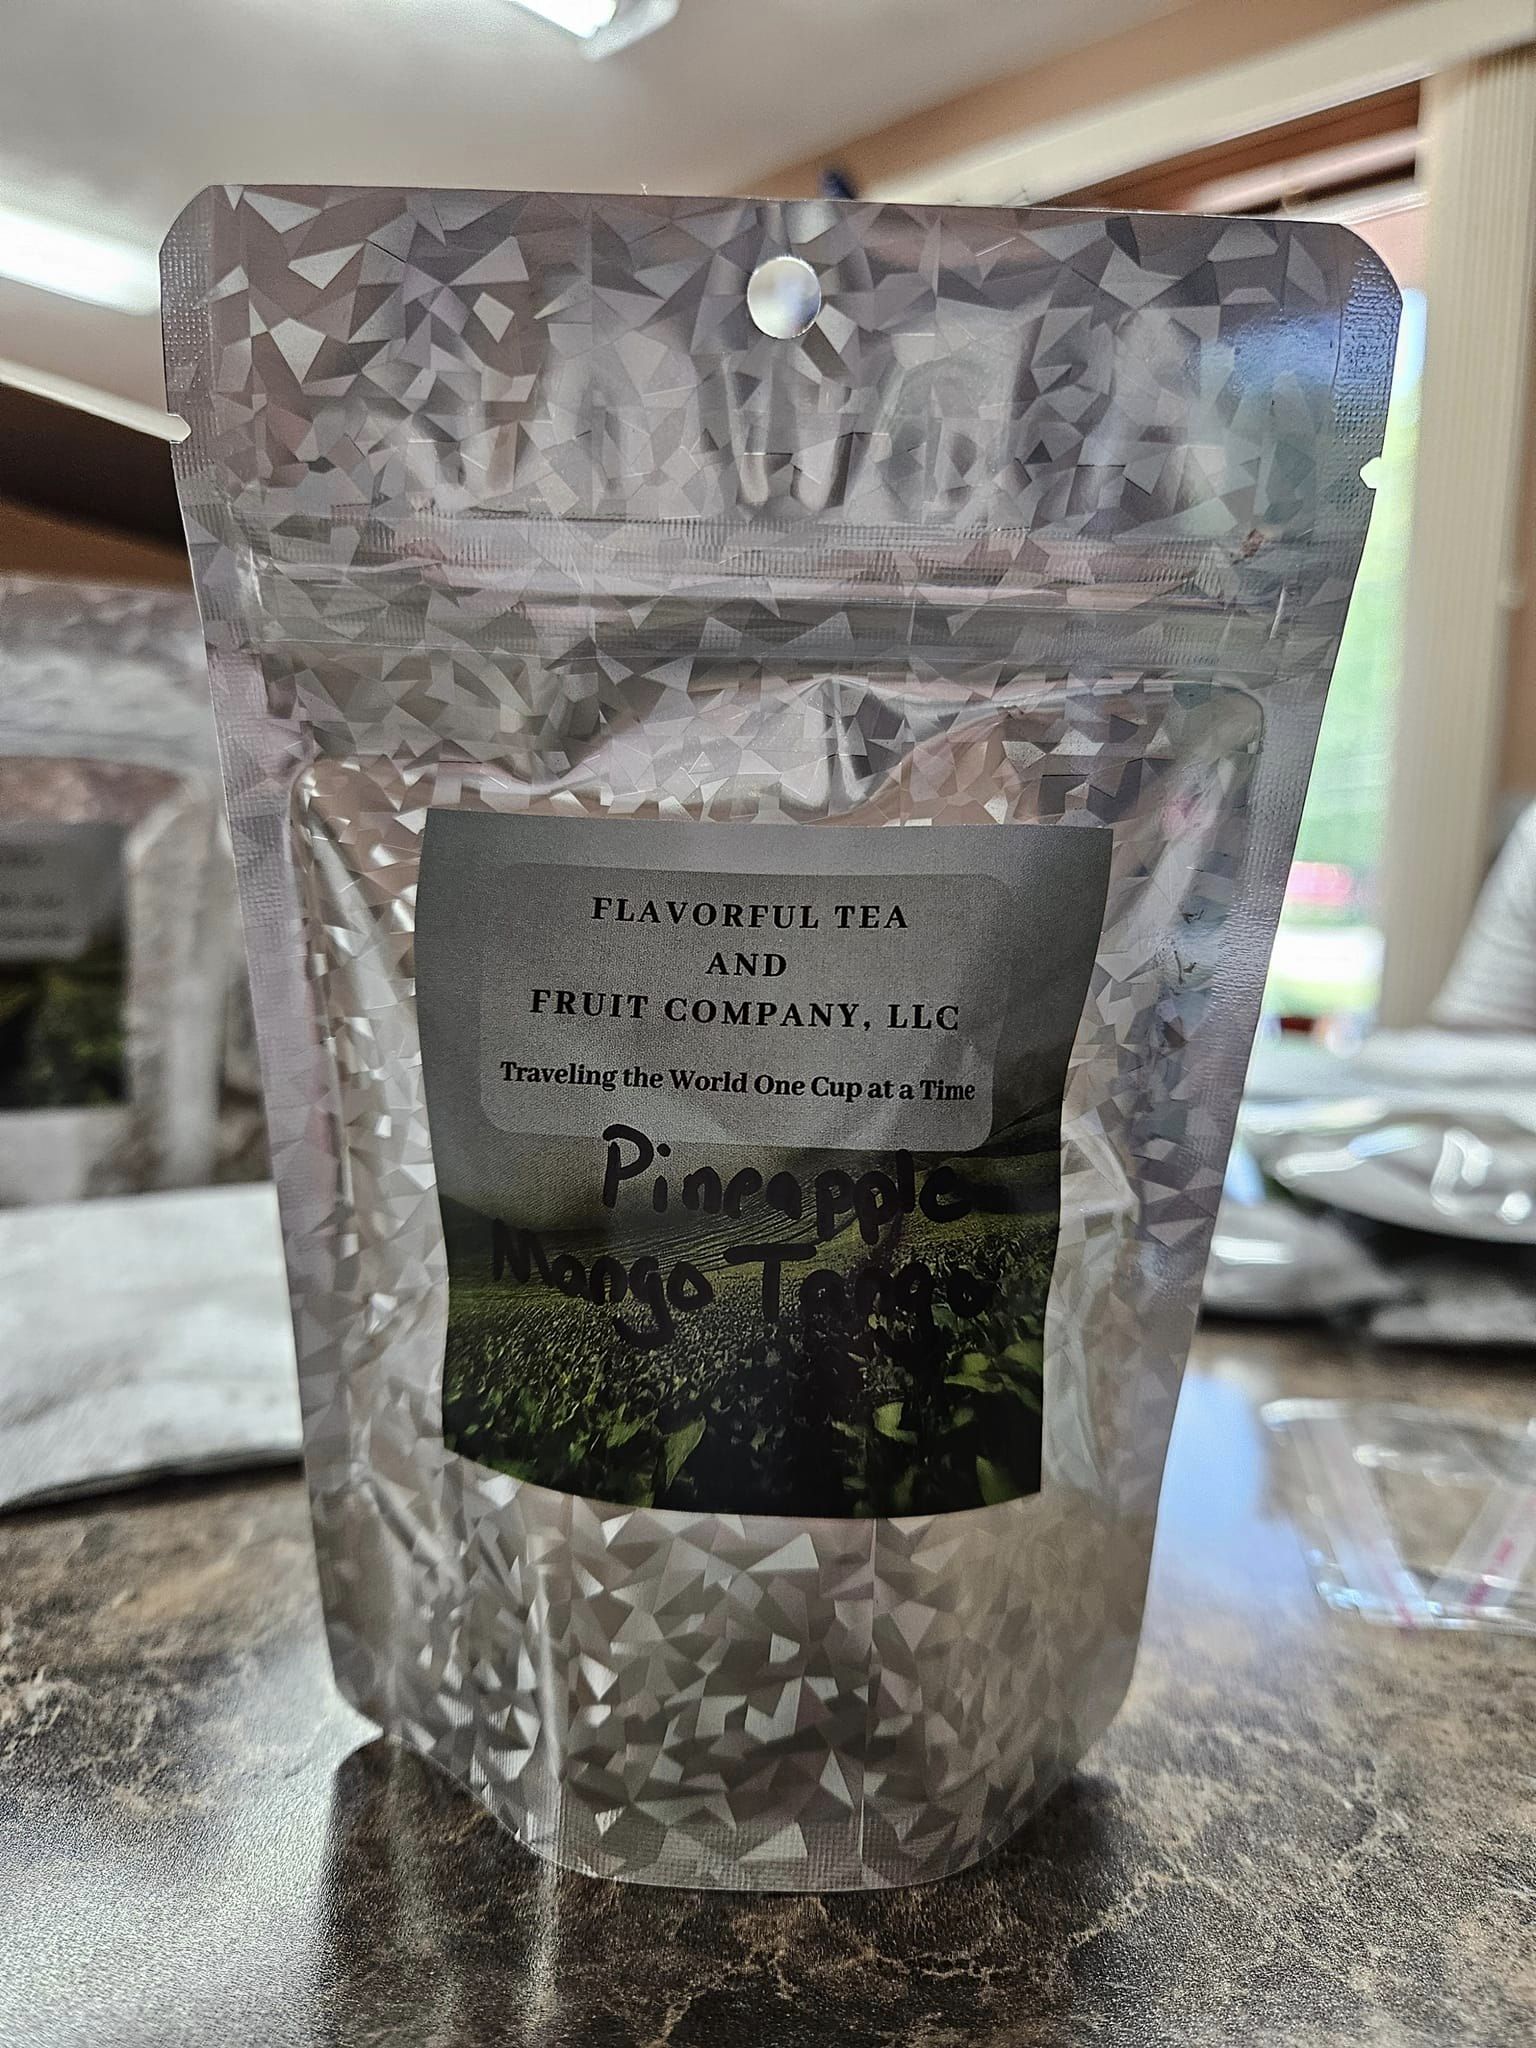 FLAVORFUL TEA
AND
FRUIT COMPANY, LLC
Traveling the World One Cup at a Time
Pineapple
Mango Tango